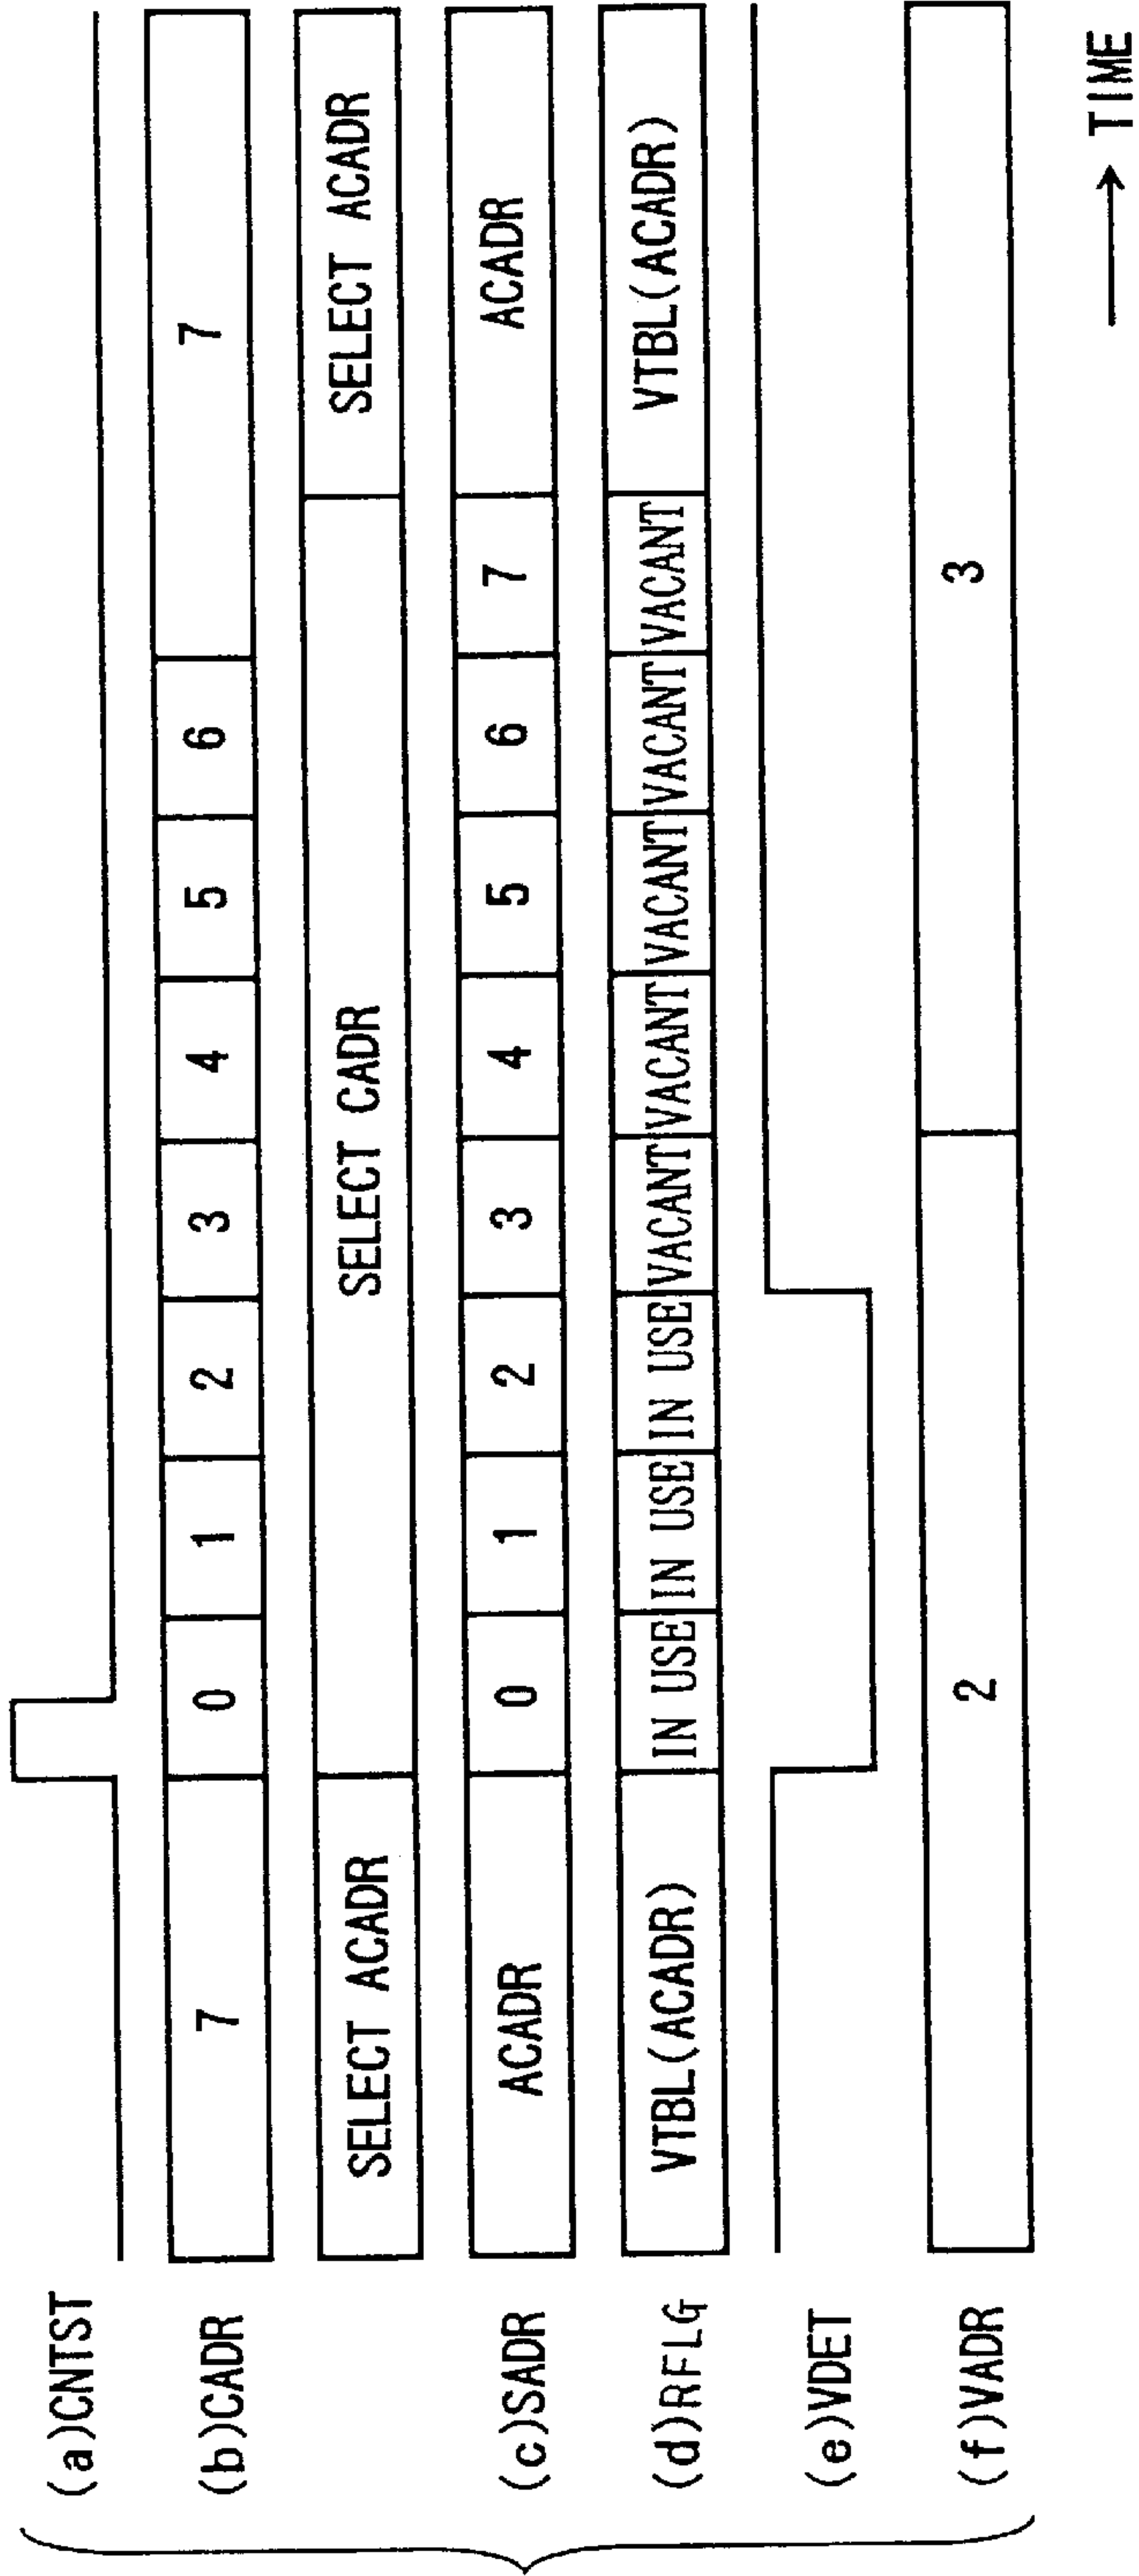 (a)CNTST
(b)CADR 7 0 1 2 3 4 5 6 7
SELECT ACADR SELECT CADR SELECT ACADR
(c)SADR ACADR 0 1 2 3 4 5 6 7 ACADR
(d)RFLG VTBL(ACADR) IN USE IN USE IN USE VACANT VACANT VACANT VACANT VACANT VTBL(ACADR)
(e)VDET
(f)VADR 2 3
→ TIME